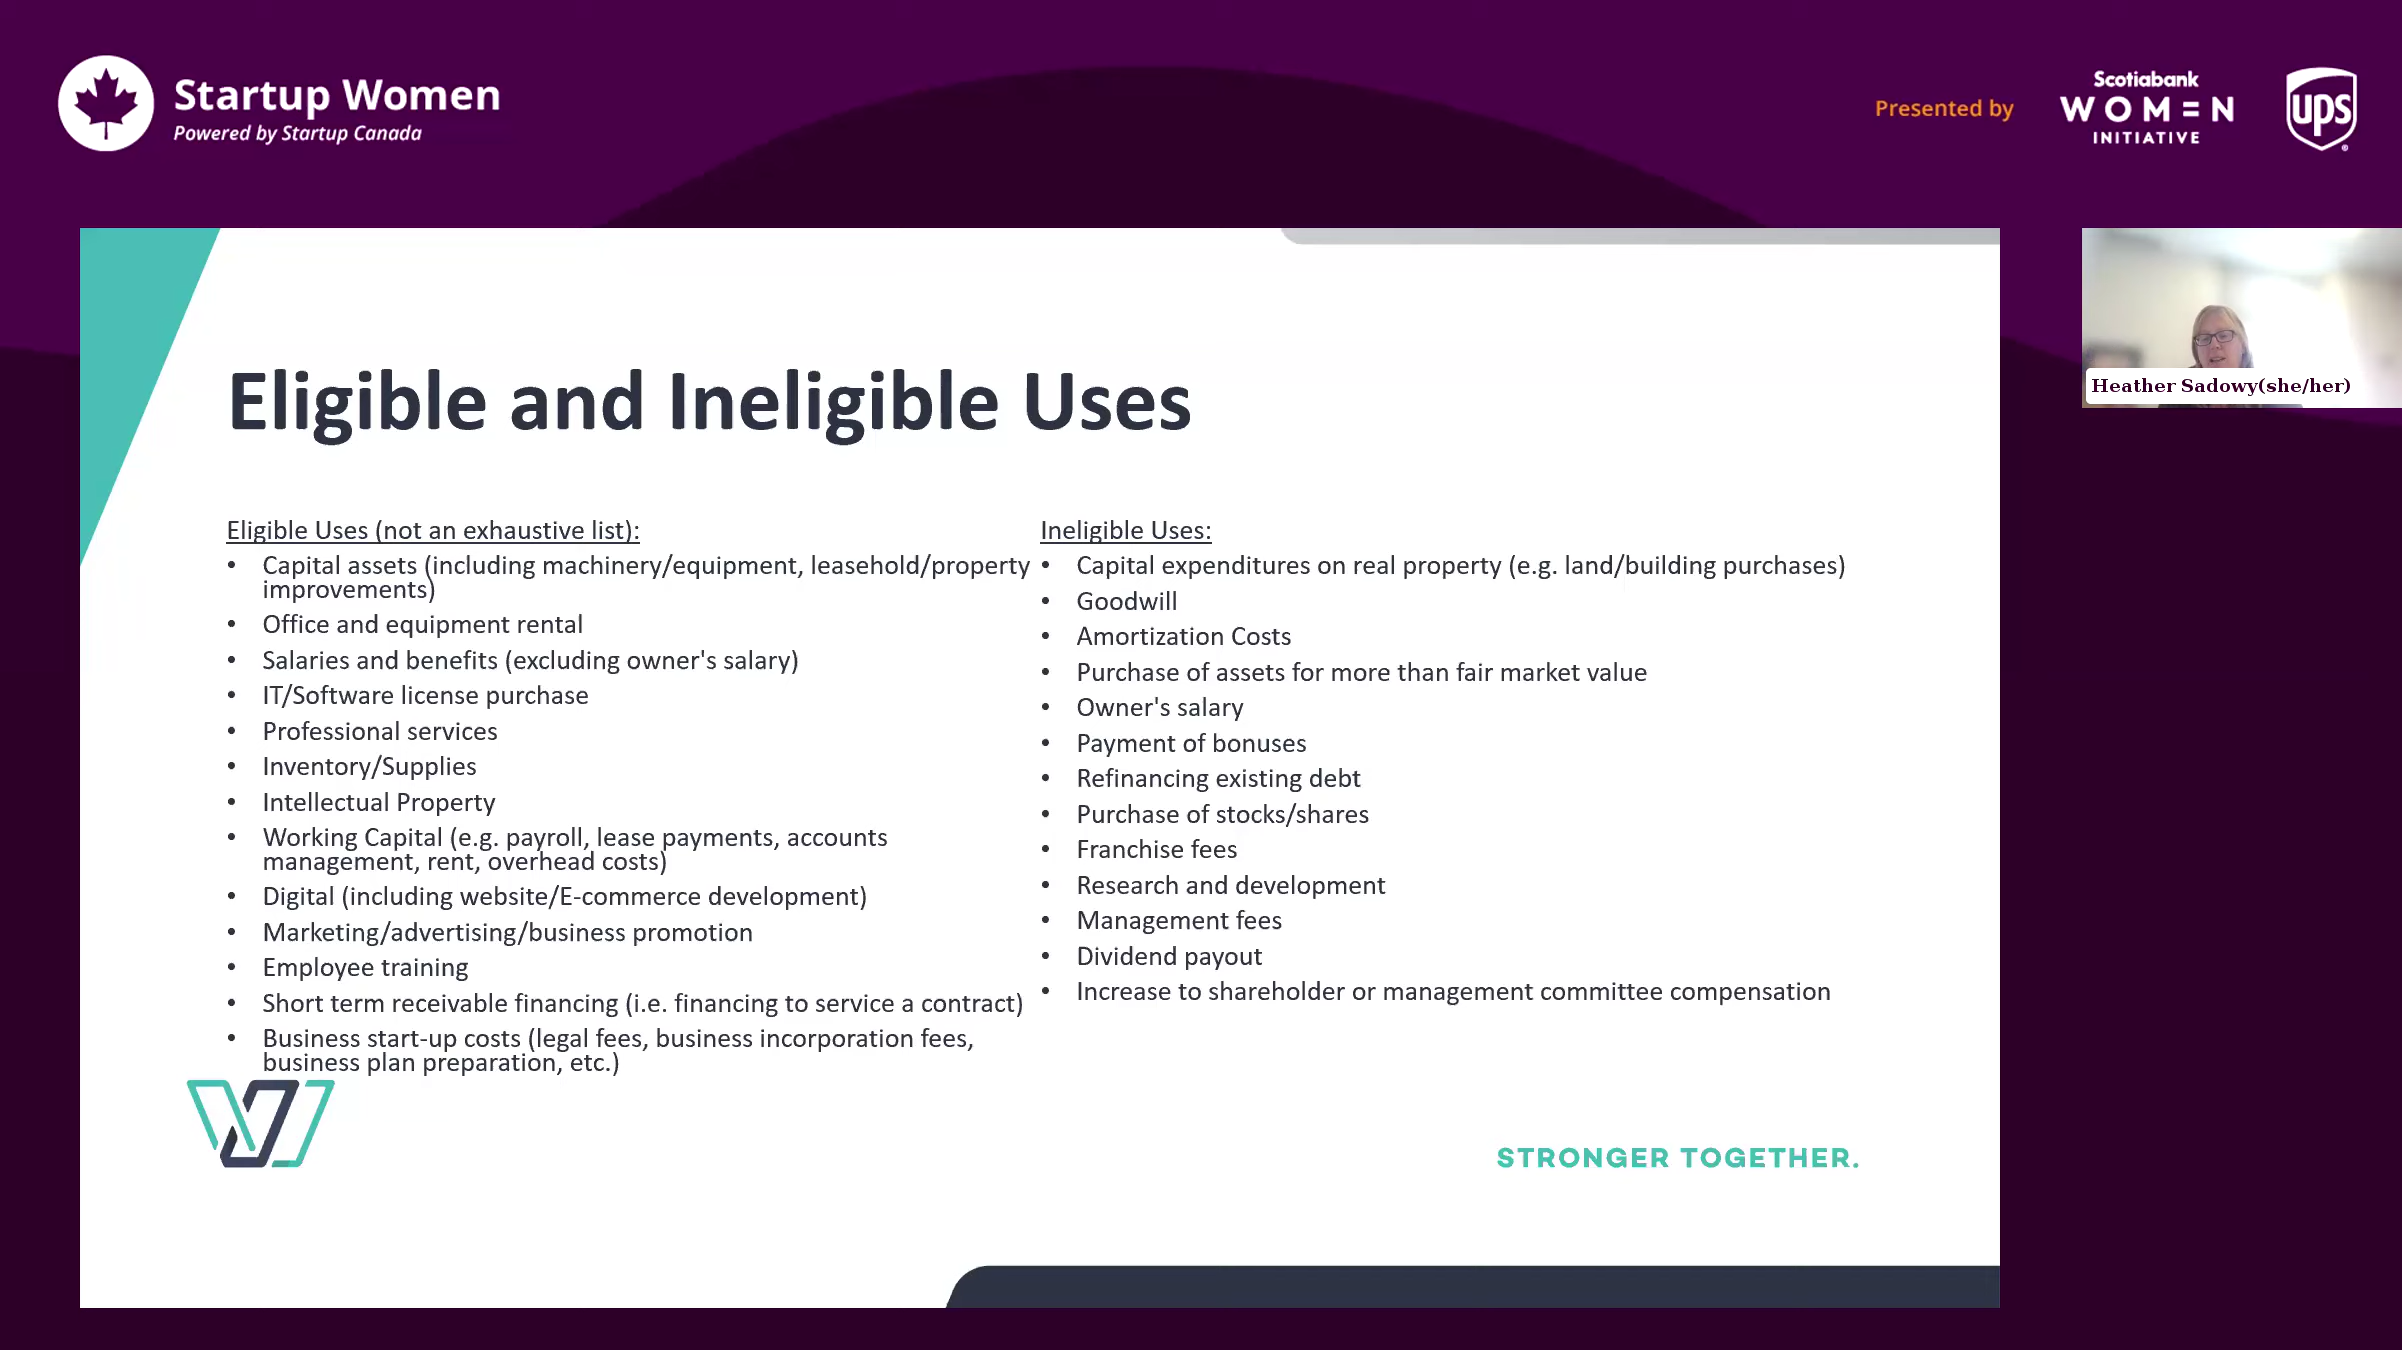 Startup Women
Powered by Startup Canada
Presented by
Scotiabank
WOMEN
INITIATIVE
ups
Heather Sadowy(she/her)
Eligible and Ineligible Uses
Eligible Uses (not an exhaustive list):
• Capital assets (including machinery/equipment, leasehold/property
improvements)
• Office and equipment rental
• Salaries and benefits (excluding owner's salary)
• IT/Software license purchase
• Professional services
• Inventory/Supplies
• Intellectual Property
• Working Capital (e.g. payroll, lease payments, accounts
management, rent, overhead costs)
• Digital (including website/E-commerce development)
• Marketing/advertising/business promotion
• Employee training
• Short term receivable financing (i.e. financing to service a contract)
• Business start-up costs (legal fees, business incorporation fees,
business plan preparation, etc.)
Ineligible Uses:
• Capital expenditures on real property (e.g. land/building purchases)
• Goodwill
• Amortization Costs
• Purchase of assets for more than fair market value
• Owner's salary
• Payment of bonuses
• Refinancing existing debt
• Purchase of stocks/shares
• Franchise fees
• Research and development
• Management fees
• Dividend payout
• Increase to shareholder or management committee compensation
STRONGER TOGETHER.